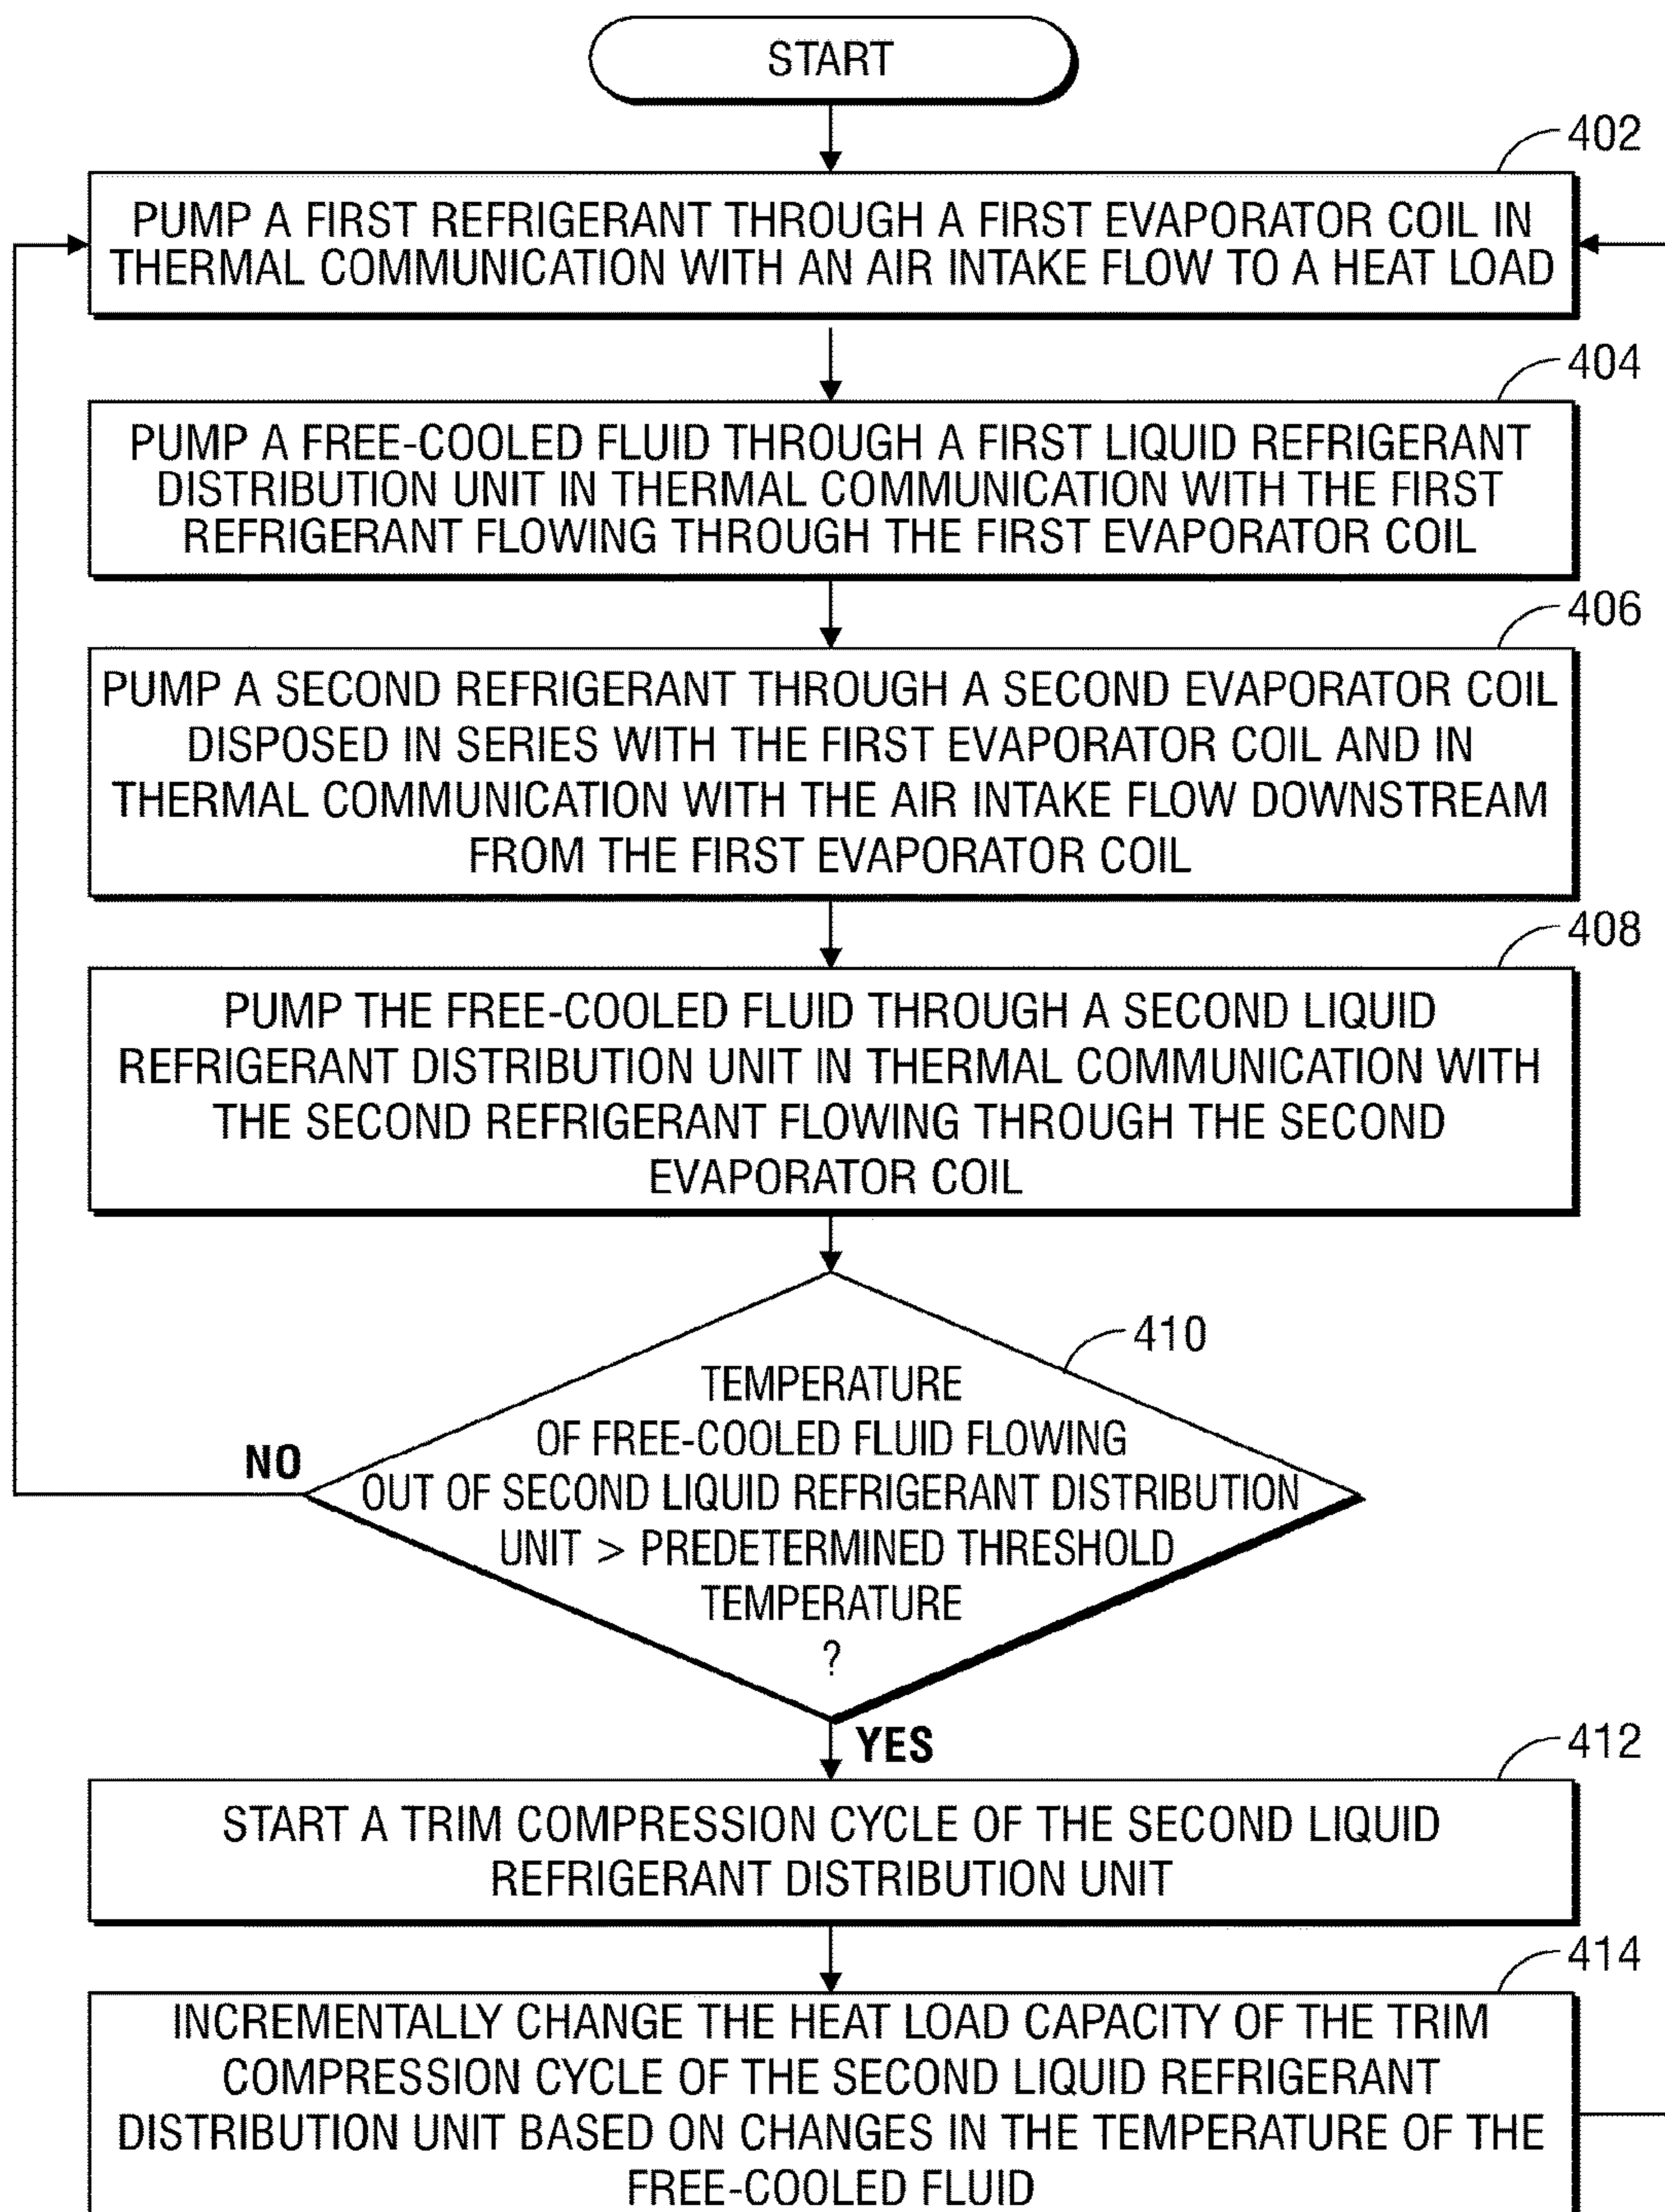 START
402
PUMP A FIRST REFRIGERANT THROUGH A FIRST EVAPORATOR COIL IN
THERMAL COMMUNICATION WITH AN AIR INTAKE FLOW TO A HEAT LOAD
404
PUMP A FREE-COOLED FLUID THROUGH A FIRST LIQUID REFRIGERANT
DISTRIBUTION UNIT IN THERMAL COMMUNICATION WITH THE FIRST
REFRIGERANT FLOWING THROUGH THE FIRST EVAPORATOR COIL
406
PUMP A SECOND REFRIGERANT THROUGH A SECOND EVAPORATOR COIL
DISPOSED IN SERIES WITH THE FIRST EVAPORATOR COIL AND IN
THERMAL COMMUNICATION WITH THE AIR INTAKE FLOW DOWNSTREAM
FROM THE FIRST EVAPORATOR COIL
408
PUMP THE FREE-COOLED FLUID THROUGH A SECOND LIQUID
REFRIGERANT DISTRIBUTION UNIT IN THERMAL COMMUNICATION WITH
THE SECOND REFRIGERANT FLOWING THROUGH THE SECOND
EVAPORATOR COIL
410
TEMPERATURE
OF FREE-COOLED FLUID FLOWING
OUT OF SECOND LIQUID REFRIGERANT DISTRIBUTION
UNIT > PREDETERMINED THRESHOLD
TEMPERATURE
?
NO
YES
412
START A TRIM COMPRESSION CYCLE OF THE SECOND LIQUID
REFRIGERANT DISTRIBUTION UNIT
414
INCREMENTALLY CHANGE THE HEAT LOAD CAPACITY OF THE TRIM
COMPRESSION CYCLE OF THE SECOND LIQUID REFRIGERANT
DISTRIBUTION UNIT BASED ON CHANGES IN THE TEMPERATURE OF THE
FREE-COOLED FLUID